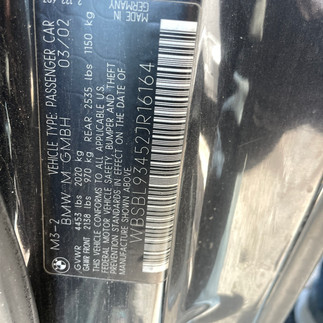 M3-2
BMW M GMBH
VEHICLE TYPE: PASSENGER CAR
03/02
GVWR 4453 lbs 2020 kg
GAWR FRONT 2138 lbs 970 kg REAR-2535 lbs 1150 kg
THIS VEHICLE CONFORMS TO ALL APPLICABLE
U.S. FEDERAL MOTOR VEHICLE SAFETY,
BUMPER, AND THEFT PREVENTION
STANDARDS IN EFFECT ON THE DATE OF
MANUFACTURE SHOWN ABOVE.
WBSBL93452JR16164
MADE IN
GERMANY